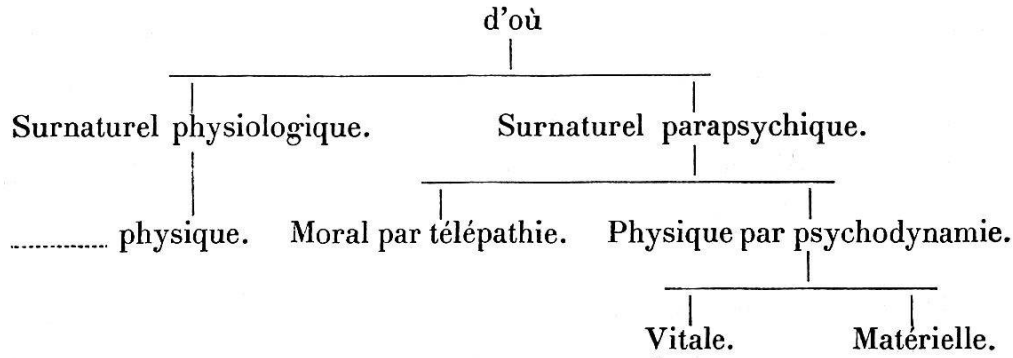 d'où
Surnaturel physiologique. Surnaturel parapsychique.
............ physique. Moral par télépathie. Physique par psychodynamie.
Vitale. Matérielle.